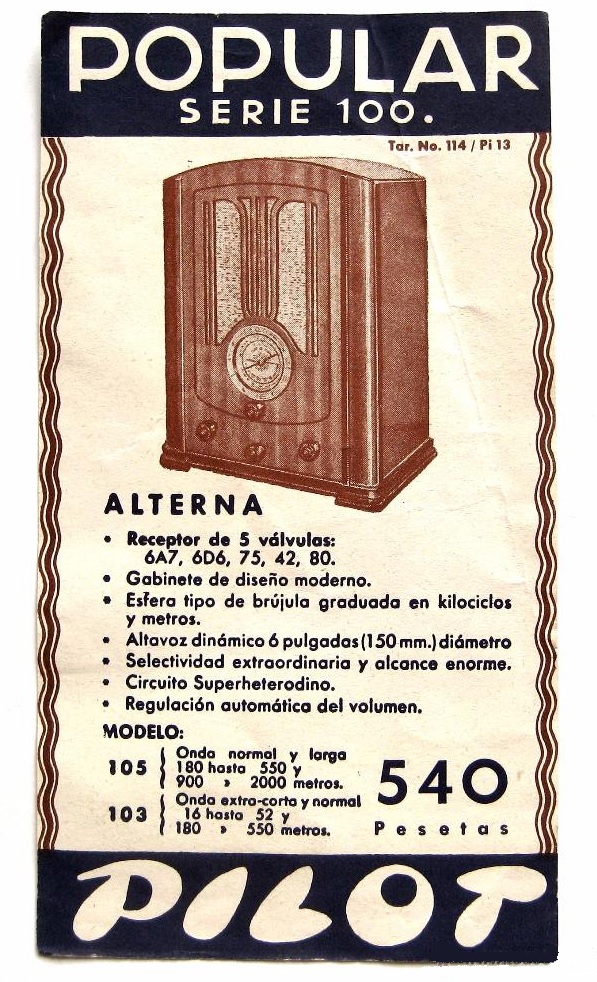 POPULAR
SERIE 100.
Tar. No. 114 / Pi 13
ALTERNA
• Receptor de 5 válvulas:
6A7, 6D6, 75, 42, 80.
• Gabinete de diseño moderno.
• Esfera tipo de brújula graduada en kilociclos
y metros.
• Altavoz dinámico 6 pulgadas (150 mm.) diámetro
• Selectividad extraordinaria y alcance enorme.
• Circuito Superheterodino.
• Regulación automática del volumen.
MODELO:
105 { Onda normal y larga
180 hasta 550 y
900 » 2000 metros.
103 { Onda extra-corta y normal
16 hasta 52 y
180 » 550 metros.
540
Pesetas
PILOT